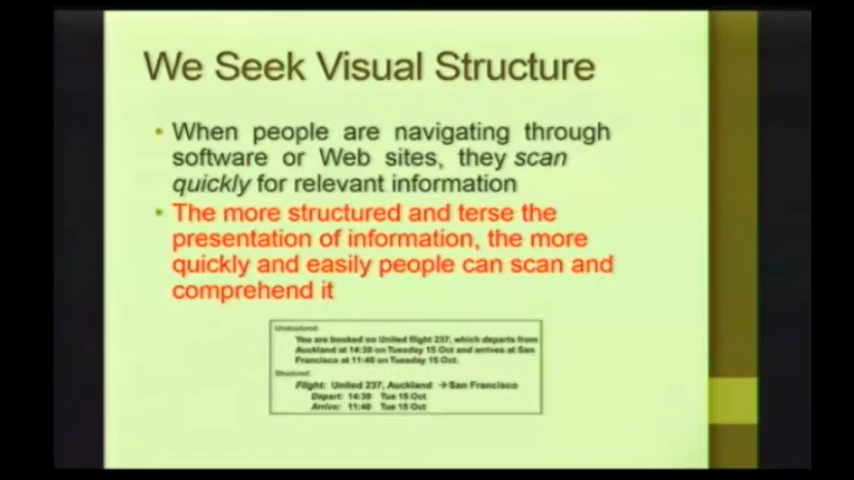 We Seek Visual Structure
• When people are navigating through
software or Web sites, they scan
quickly for relevant information
• The more structured and terse the
presentation of information, the more
quickly and easily people can scan and
comprehend it
Unstructured:
You are booked on United flight 237, which departs from
Auckland at 14:30 on Tuesday 15 Oct and arrives at San
Francisco at 11:40 on Tuesday 15 Oct.
Structured:
Flight: United 237, Auckland → San Francisco
Depart: 14:30 Tue 15 Oct
Arrive: 11:40 Tue 15 Oct